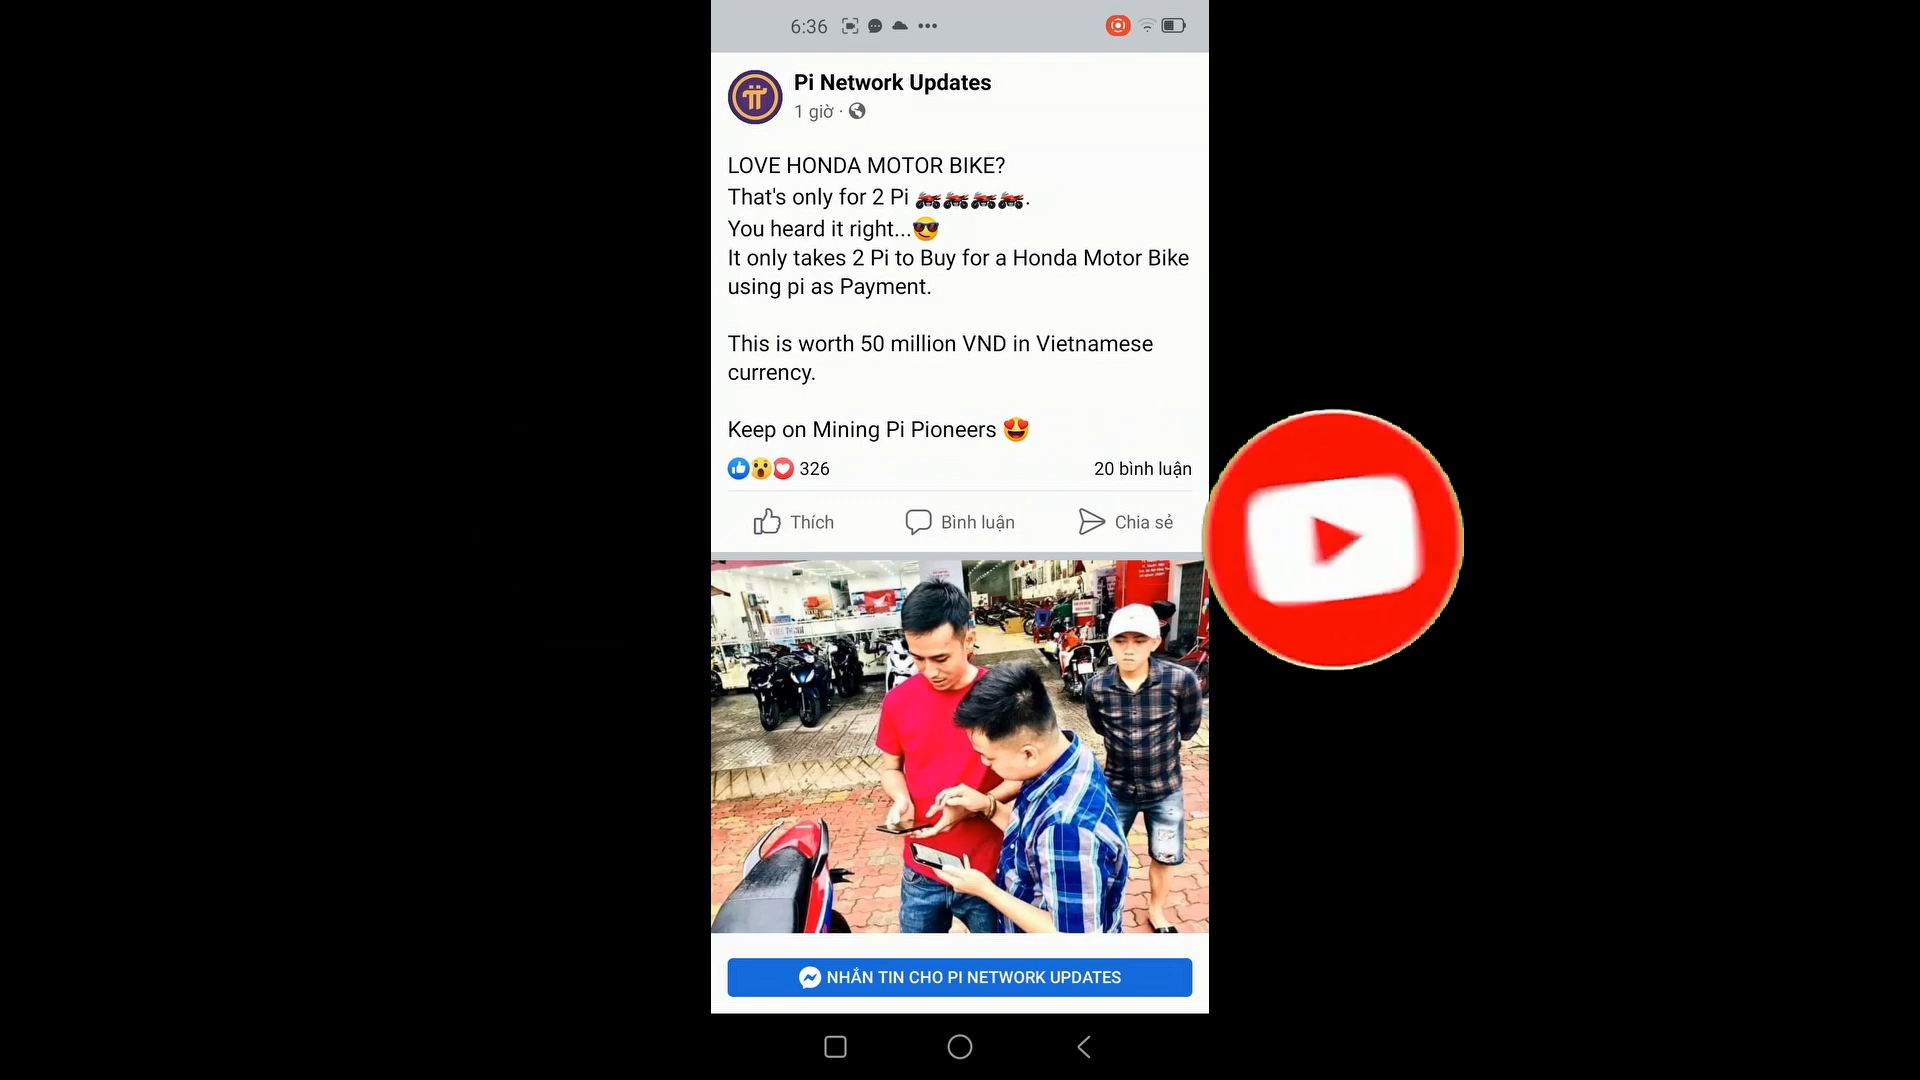 6:36
Pi Network Updates
1 giờ ·
LOVE HONDA MOTOR BIKE?
That's only for 2 Pi 🏍🏍🏍🏍.
You heard it right...😎
It only takes 2 Pi to Buy for a Honda Motor Bike
using pi as Payment.
This is worth 50 million VND in Vietnamese
currency.
Keep on Mining Pi Pioneers 😍
326
20 bình luận
Thích
Bình luận
Chia sẻ
NHẮN TIN CHO PI NETWORK UPDATES